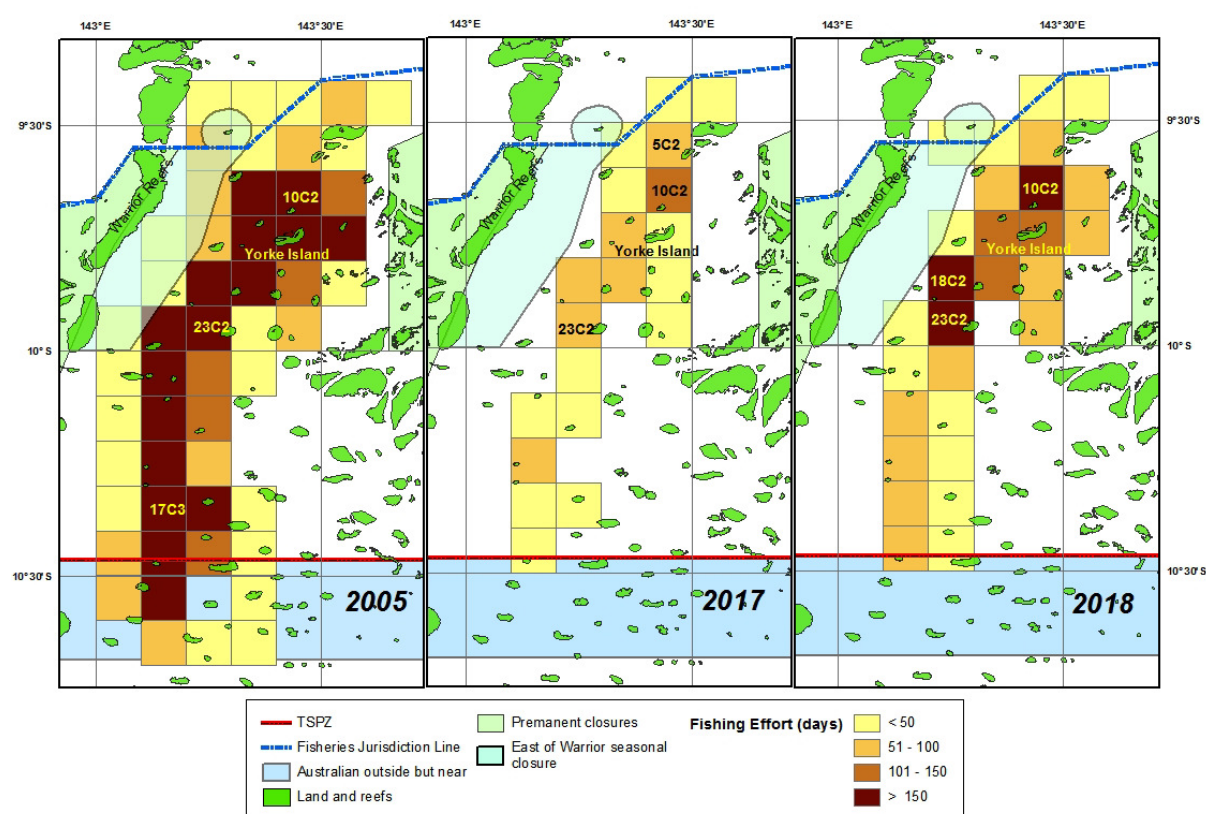 143° E
143°30'E
143° E
143°30'E
143° E
143°30'E
9°30'S
9°30'S
10° S
10° S
10°30'S
10°30'S
Warrior Reefs
10C2
Yorke Island
23C2
17C3
2005
Warrior Reefs
5C2
10C2
Yorke Island
23C2
2017
Warrior Reefs
10C2
Yorke Island
18C2
23C2
2018
TSPZ
Fisheries Jurisdiction Line
Australian outside but near
Land and reefs
Premanent closures
East of Warrior seasonal
closure
Fishing Effort (days)
< 50
51 - 100
101 - 150
> 150